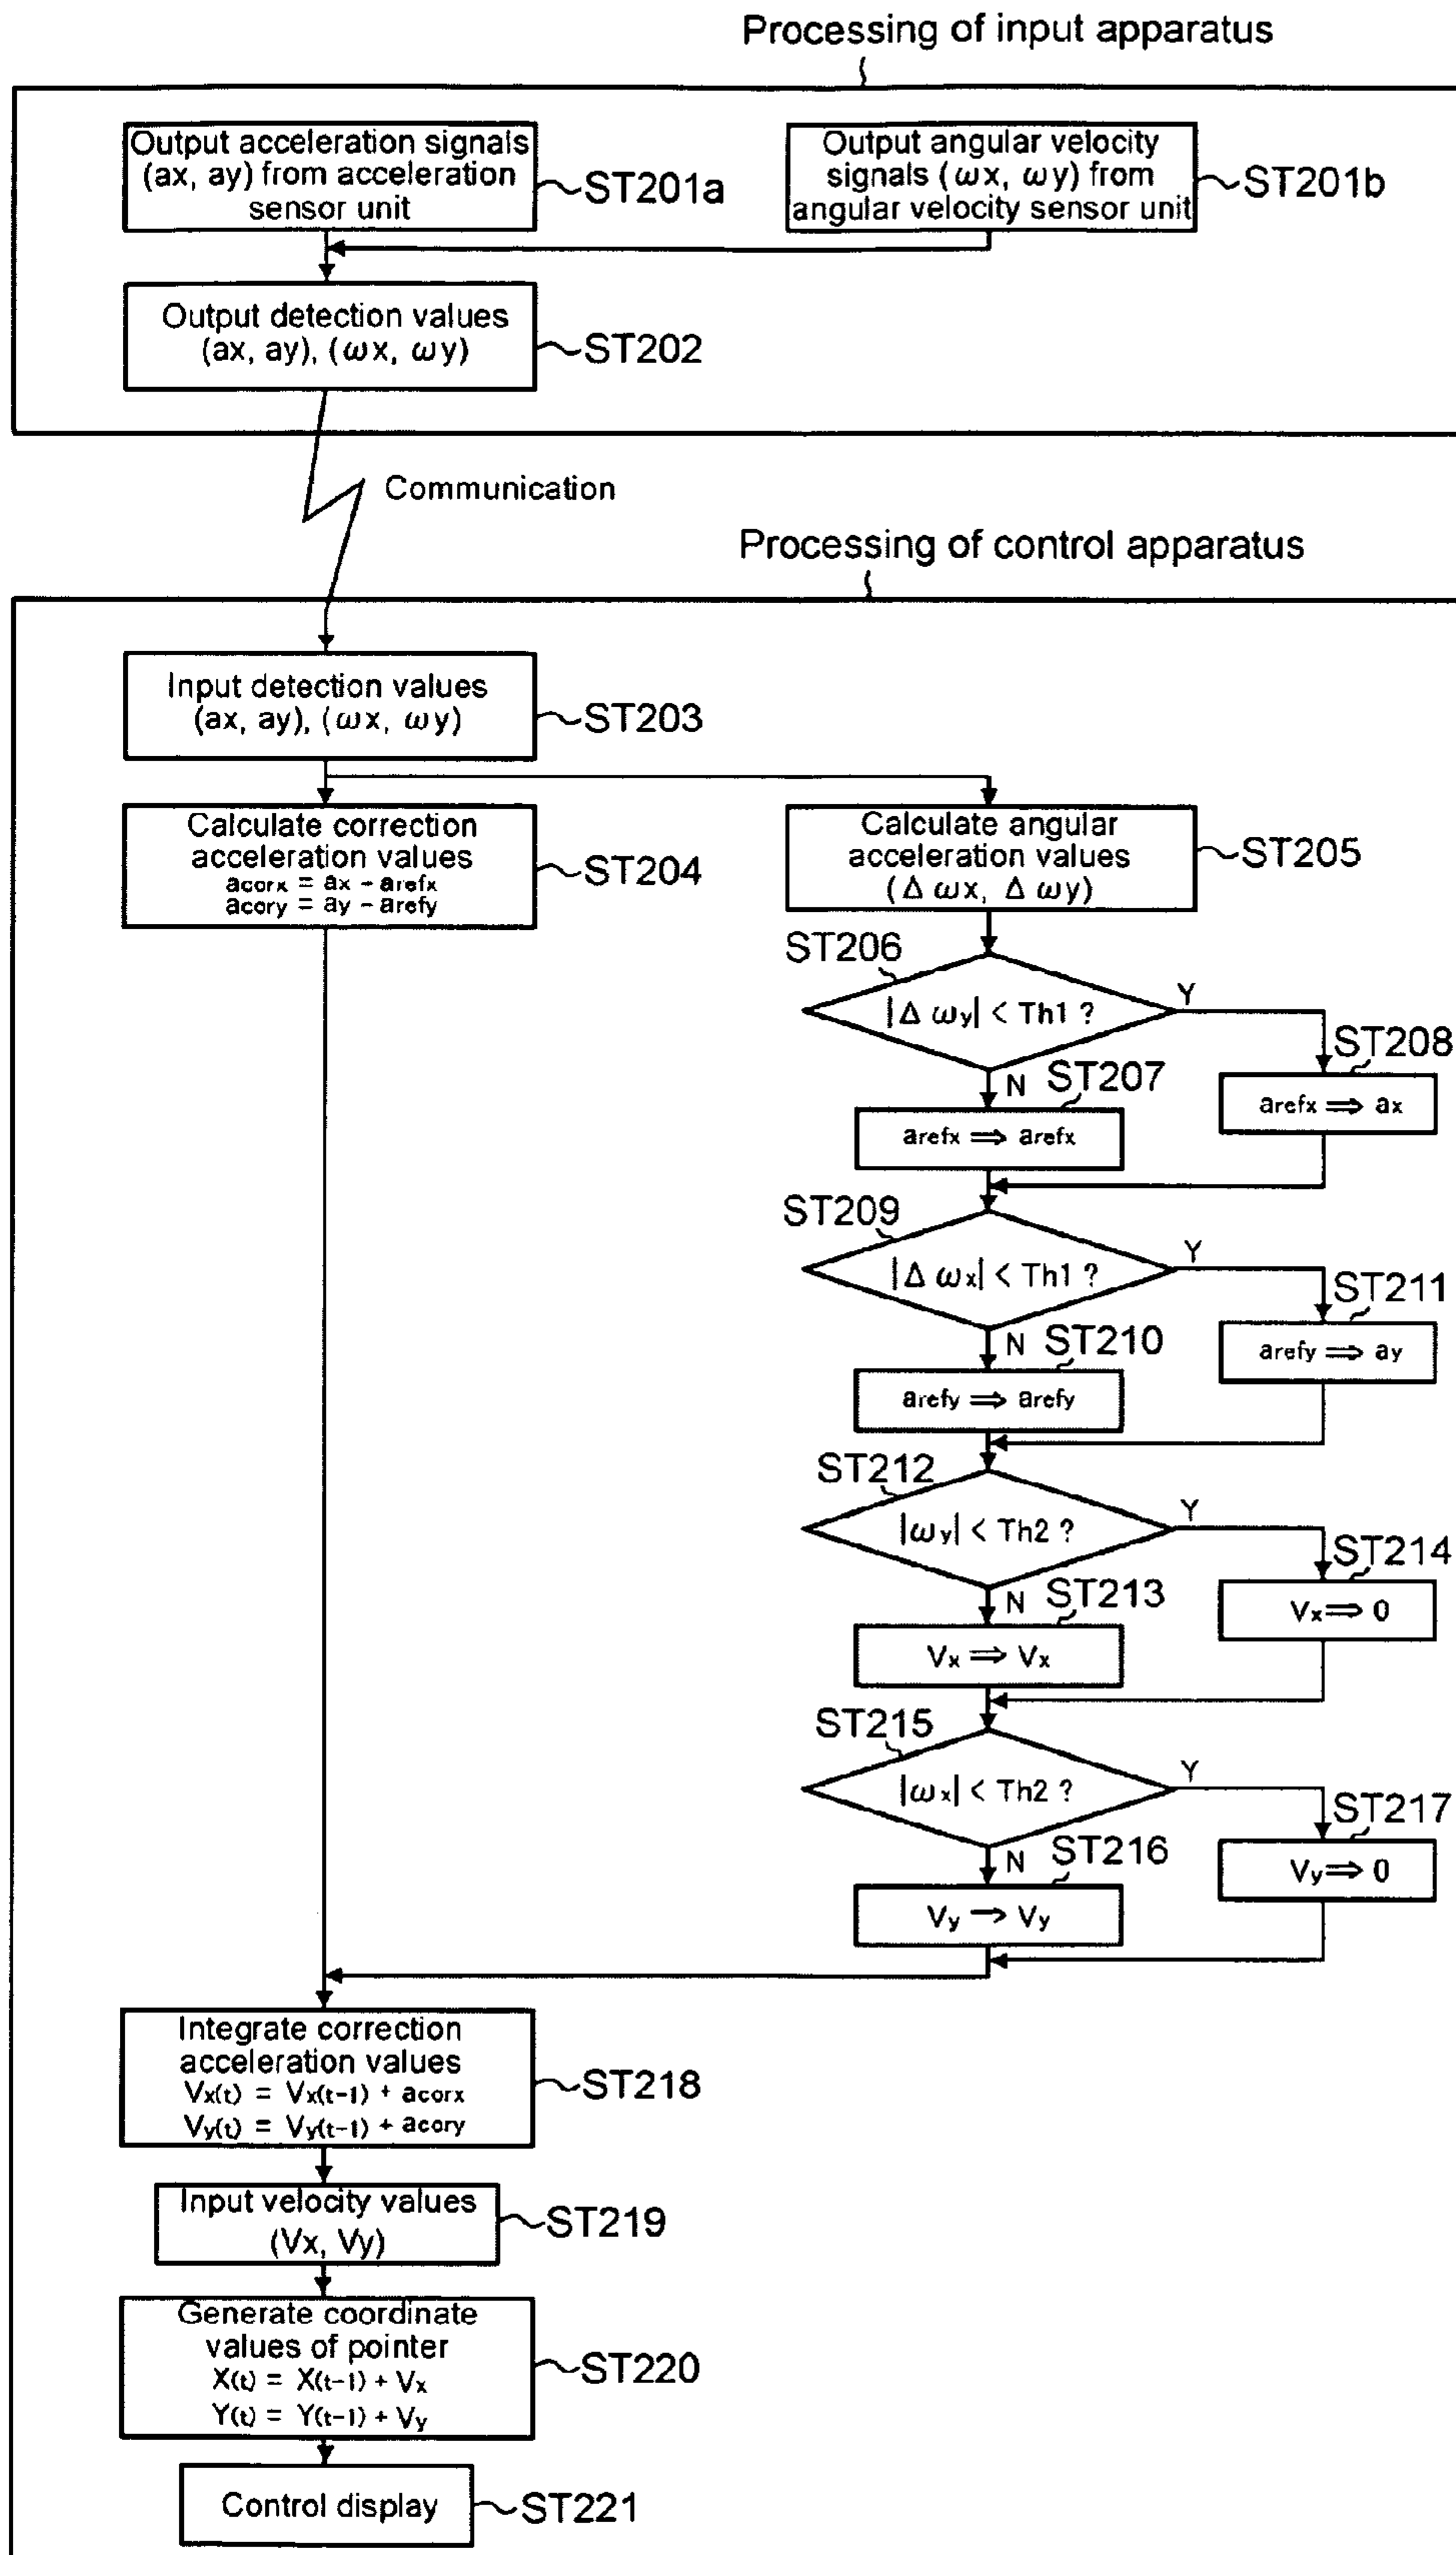 Processing of input apparatus
Output acceleration signals
(ax, ay) from acceleration
sensor unit
ST201a
Output angular velocity
signals (ωx, ωy) from
angular velocity sensor unit
ST201b
Output detection values
(ax, ay), (ωx, ωy)
ST202
Communication
Processing of control apparatus
Input detection values
(ax, ay), (ωx, ωy)
ST203
Calculate correction
acceleration values
acorx = ax - arefx
acory = ay - arefy
ST204
Calculate angular
acceleration values
(Δ ωx, Δ ωy)
ST205
ST206
|Δ ωy| < Th1 ?
Y
N
ST207
arefx ⇒ arefx
ST208
arefx ⇒ ax
ST209
|Δ ωx| < Th1 ?
Y
N
ST210
arefy ⇒ arefy
ST211
arefy ⇒ ay
ST212
|ωy| < Th2 ?
Y
N
ST213
Vx ⇒ Vx
ST214
Vx ⇒ 0
ST215
|ωx| < Th2 ?
Y
N
ST216
Vy → Vy
ST217
Vy ⇒ 0
Integrate correction
acceleration values
Vx(t) = Vx(t-1) + acorx
Vy(t) = Vy(t-1) + acory
ST218
Input velocity values
(Vx, Vy)
ST219
Generate coordinate
values of pointer
X(t) = X(t-1) + Vx
Y(t) = Y(t-1) + Vy
ST220
Control display
ST221